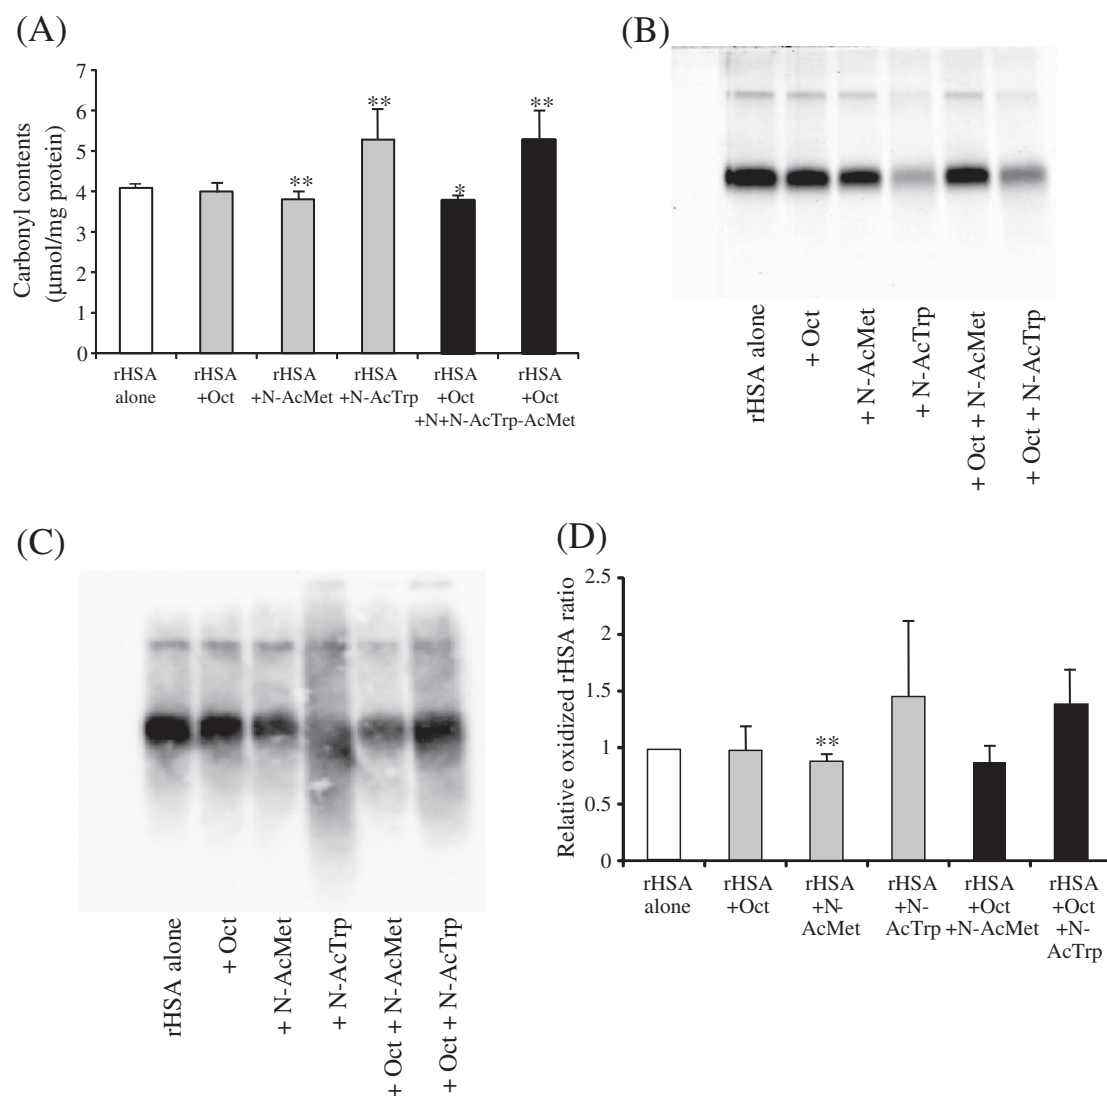 (A)
Carbonyl contents
(µmol/mg protein)
7
6
5
4
3
2
1
0
**
**
*
**
rHSA
alone
rHSA
+Oct
rHSA
+N-AcMet
rHSA
+N-AcTrp
rHSA
+Oct
rHSA
+Oct
+N+N-AcTrp-AcMet
(B)
rHSA alone
+ Oct
+ N-AcMet
+ N-AcTrp
+ Oct + N-AcMet
+ Oct + N-AcTrp
(C)
rHSA alone
+ Oct
+ N-AcMet
+ N-AcTrp
+ Oct + N-AcMet
+ Oct + N-AcTrp
(D)
Relative oxidized rHSA ratio
2.5
2
1.5
1
0.5
0
**
rHSA
alone
rHSA
+Oct
rHSA
+N-
AcMet
rHSA
+N-
AcTrp
rHSA
+Oct
+N-AcMet
rHSA
+Oct
+N-
AcTrp